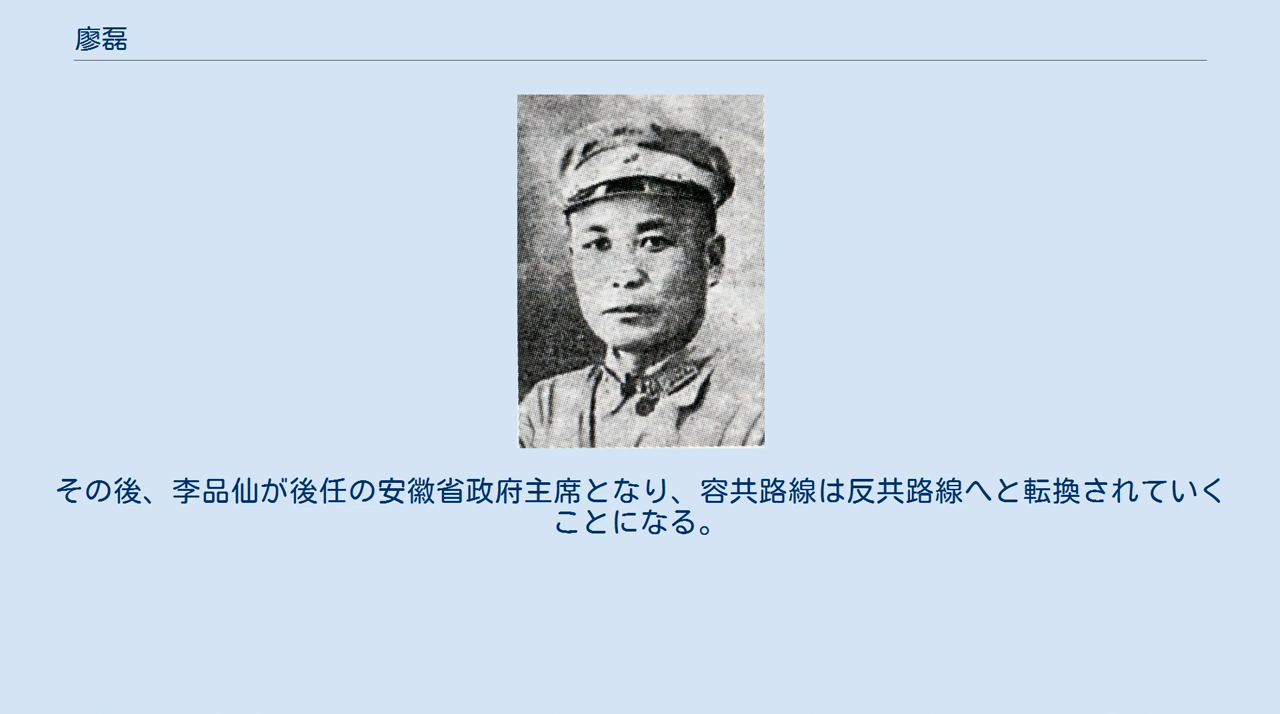 廖磊
その後、李品仙が後任の安徽省政府主席となり、容共路線は反共路線へと転換されていく
ことになる。